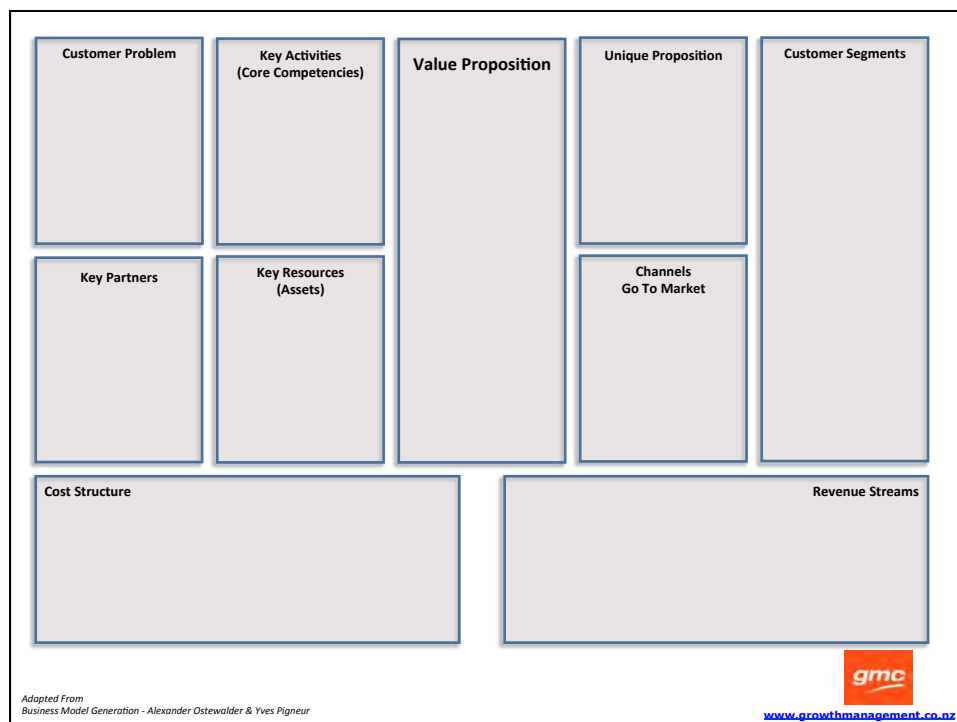 Customer Problem
Key Activities
(Core Competencies)
Value Proposition
Unique Proposition
Customer Segments
Key Partners
Key Resources
(Assets)
Channels
Go To Market
Cost Structure
Revenue Streams
Adapted From
Business Model Generation - Alexander Ostewalder & Yves Pigneur
gmc
www.growthmanagement.co.nz